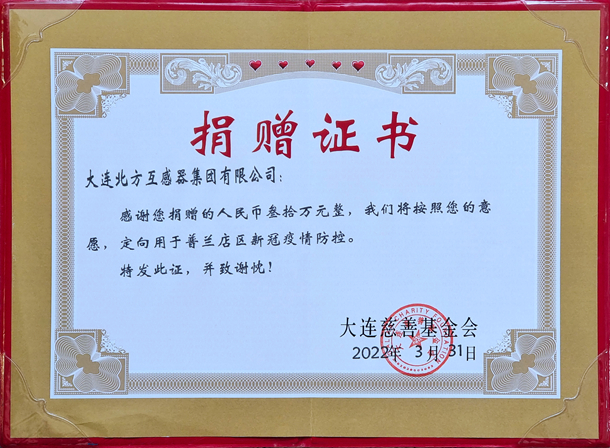 捐赠证书
大连北方互感器集团有限公司：
感谢您捐赠的人民币叁拾万元整，我们将按照您的意
愿，定向用于普兰店区新冠疫情防控。
特发此证，并致谢忱！
大连慈善基金会
2022年 3月 31日